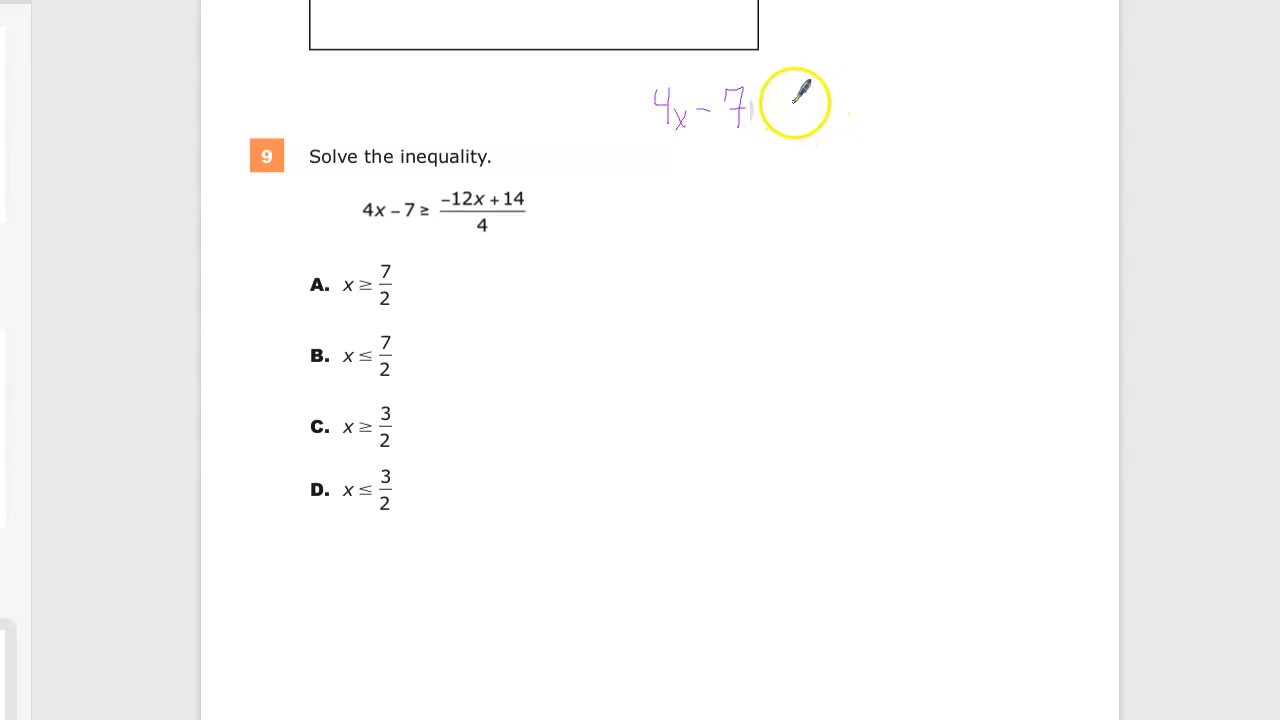 4x – 7
9 Solve the inequality.
4x – 7 ≥ (–12x + 14)/4
A. x ≥ 7/2
B. x ≤ 7/2
C. x ≥ 3/2
D. x ≤ 3/2